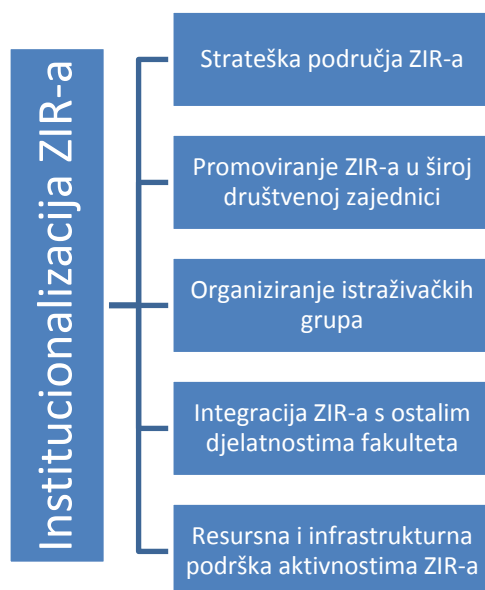 Institucionalizacija ZIR-a
Strateška područja ZIR-a
Promoviranje ZIR-a u široj
društvenoj zajednici
Organiziranje istraživačkih
grupa
Integracija ZIR-a s ostalim
djelatnostima fakulteta
Resursna i infrastrukturna
podrška aktivnostima ZIR-a